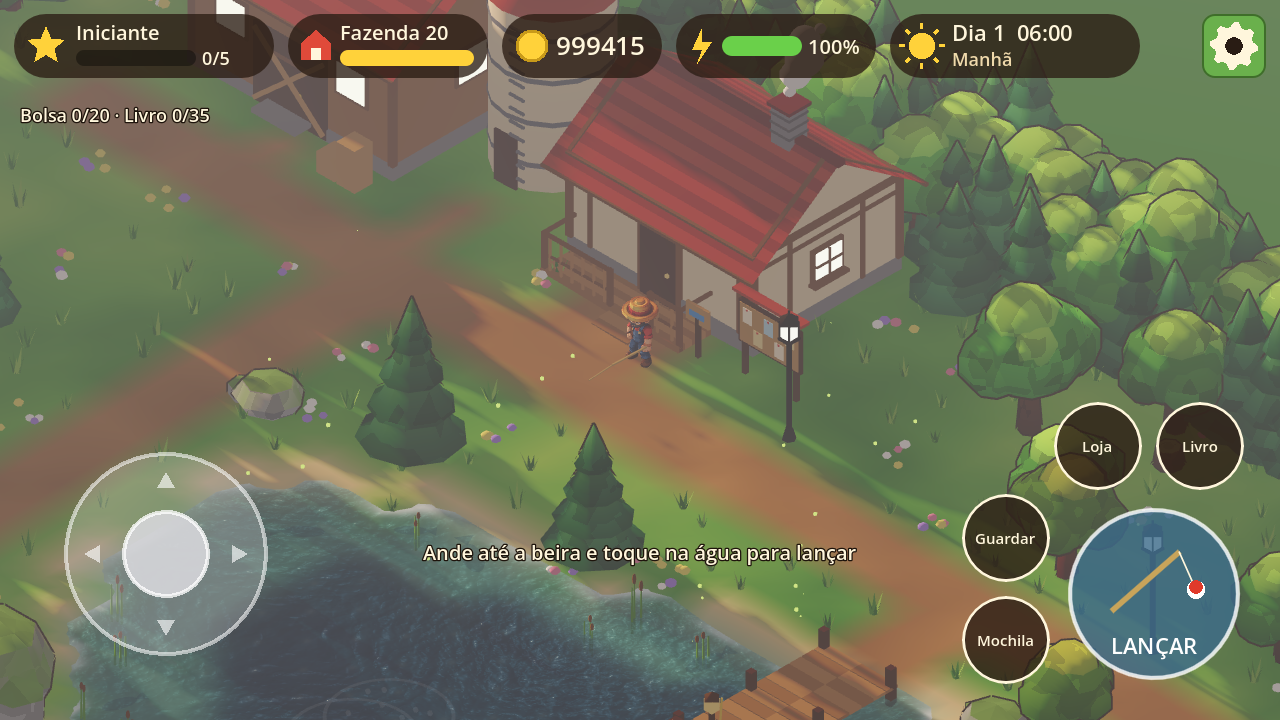 Iniciante
0/5
Fazenda 20
999415
100%
Dia 1 06:00
Manhã
Bolsa 0/20 · Livro 0/35
Loja
Livro
Guardar
Ande até a beira e toque na água para lançar
Mochila
LANÇAR